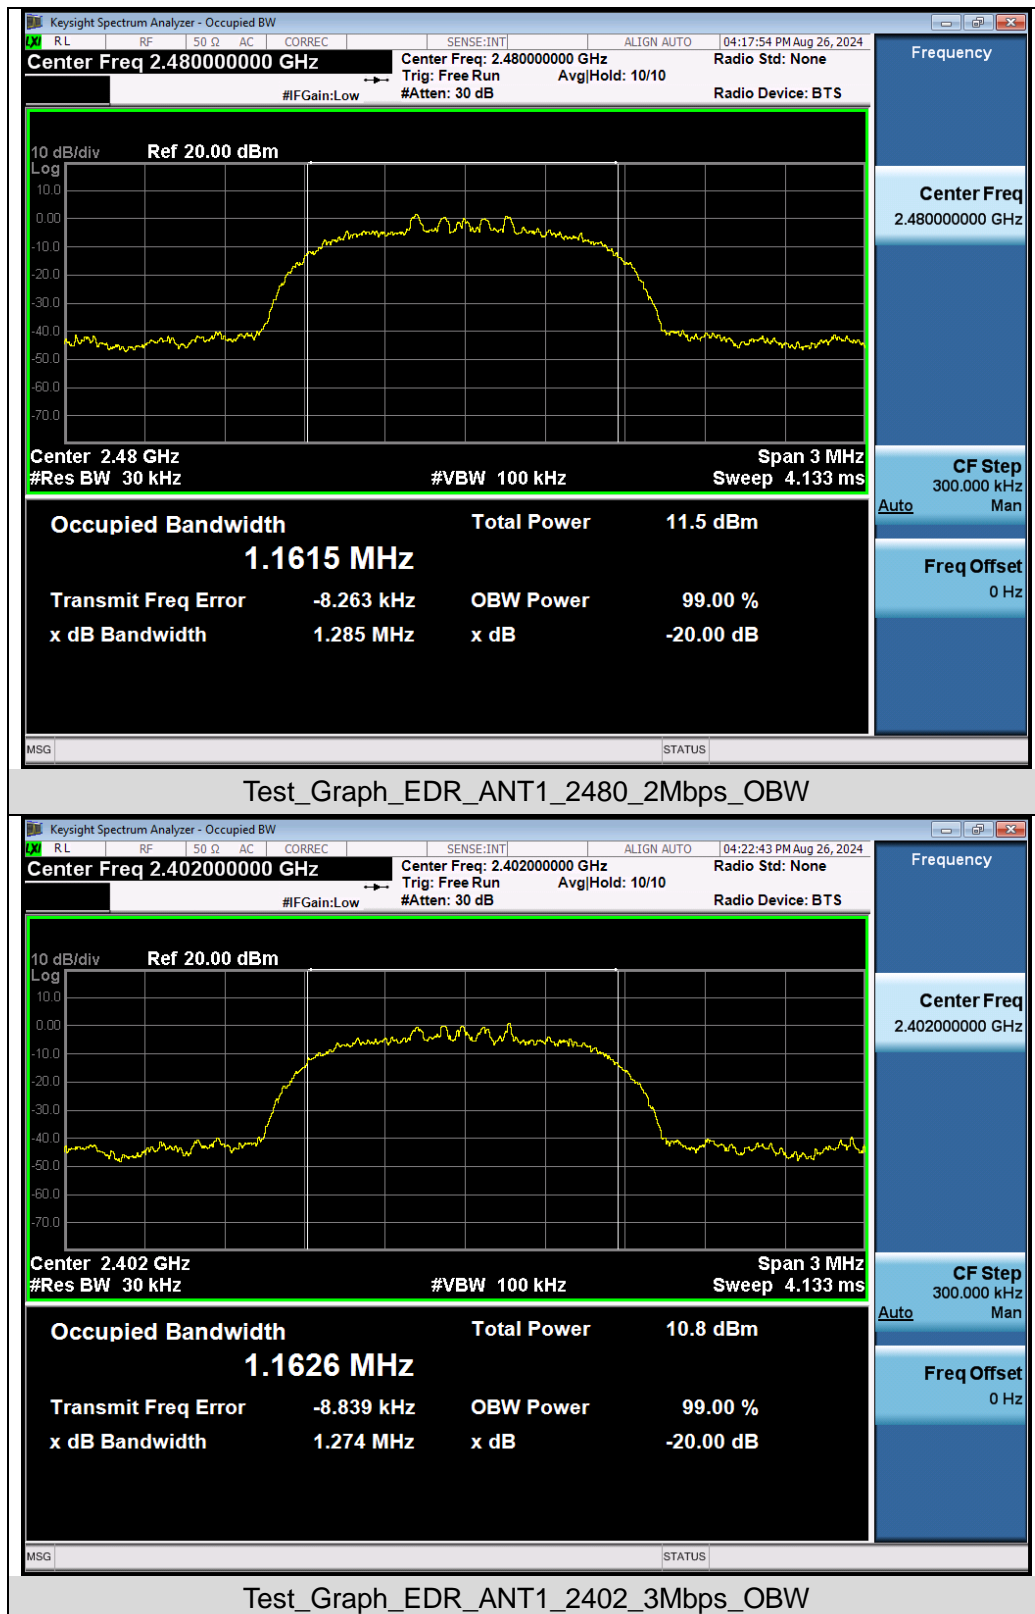 Keysight Spectrum Analyzer - Occupied BW
LXI RL RF 50 Ω AC CORREC SENSE:INT ALIGN AUTO 04:17:54 PM Aug 26, 2024
Center Freq 2.480000000 GHz
Center Freq: 2.480000000 GHz Radio Std: None
Trig: Free Run Avg|Hold: 10/10
#IFGain:Low #Atten: 30 dB Radio Device: BTS
10 dB/div Ref 20.00 dBm
Log
10.0
0.00
-10.0
-20.0
-30.0
-40.0
-50.0
-60.0
-70.0
Center 2.48 GHz Span 3 MHz
#Res BW 30 kHz #VBW 100 kHz Sweep 4.133 ms
Occupied Bandwidth Total Power 11.5 dBm
1.1615 MHz
Transmit Freq Error -8.263 kHz OBW Power 99.00 %
x dB Bandwidth 1.285 MHz x dB -20.00 dB
MSG STATUS
Frequency
Center Freq
2.480000000 GHz
CF Step
300.000 kHz
Auto Man
Freq Offset
0 Hz
Test_Graph_EDR_ANT1_2480_2Mbps_OBW
Keysight Spectrum Analyzer - Occupied BW
LXI RL RF 50 Ω AC CORREC SENSE:INT ALIGN AUTO 04:22:43 PM Aug 26, 2024
Center Freq 2.402000000 GHz
Center Freq: 2.402000000 GHz Radio Std: None
Trig: Free Run Avg|Hold: 10/10
#IFGain:Low #Atten: 30 dB Radio Device: BTS
10 dB/div Ref 20.00 dBm
Log
10.0
0.00
-10.0
-20.0
-30.0
-40.0
-50.0
-60.0
-70.0
Center 2.402 GHz Span 3 MHz
#Res BW 30 kHz #VBW 100 kHz Sweep 4.133 ms
Occupied Bandwidth Total Power 10.8 dBm
1.1626 MHz
Transmit Freq Error -8.839 kHz OBW Power 99.00 %
x dB Bandwidth 1.274 MHz x dB -20.00 dB
MSG STATUS
Frequency
Center Freq
2.402000000 GHz
CF Step
300.000 kHz
Auto Man
Freq Offset
0 Hz
Test_Graph_EDR_ANT1_2402_3Mbps_OBW